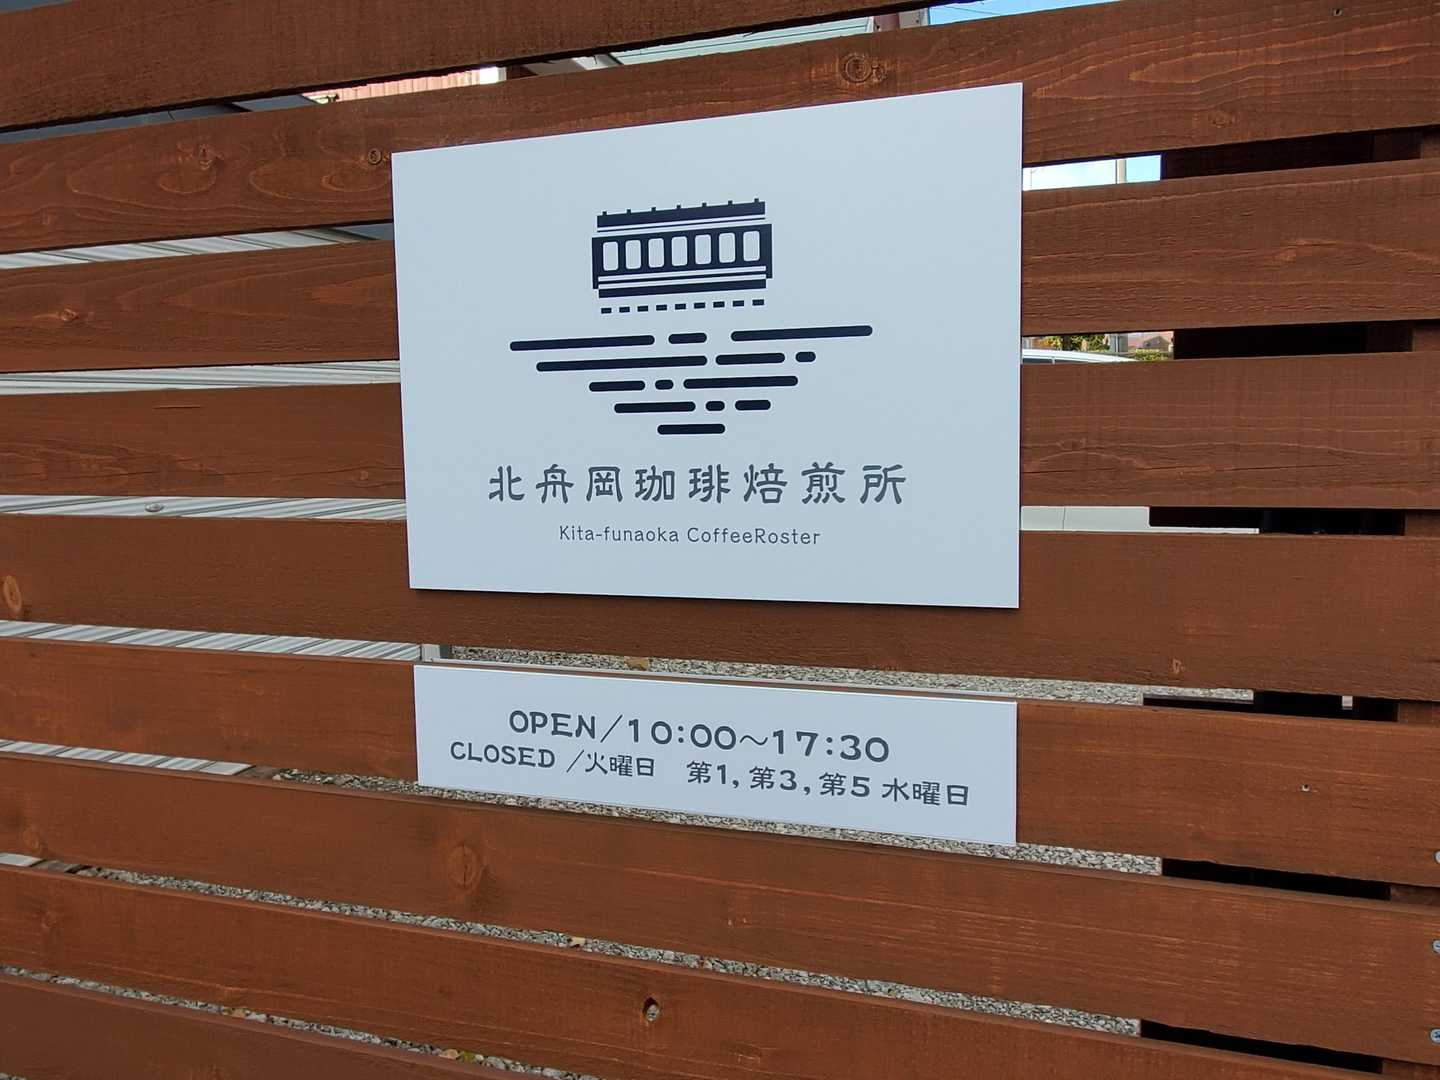 北舟岡珈琲焙煎所
Kita-funaoka CoffeeRoster
OPEN/10:00〜17:30
CLOSED /火曜日 第1,第3,第5 水曜日